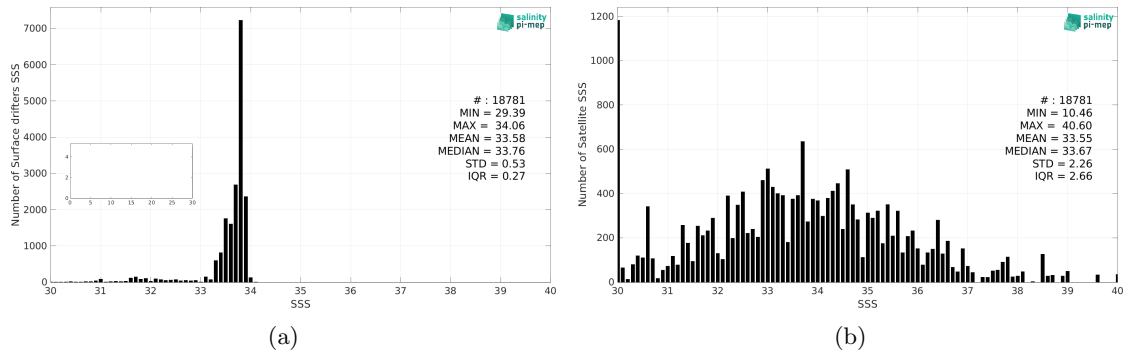 salinity
pi-mep
Number of Surface drifters SSS
7000
6000
5000
4000
3000
2000
1000
0
# : 18781
MIN = 29.39
MAX = 34.06
MEAN = 33.58
MEDIAN = 33.76
STD = 0.53
IQR = 0.27
4
2
0
0 5 10 15 20 25 30
30 31 32 33 34 35 36 37 38 39 40
SSS
(a)
salinity
pi-mep
Number of Satellite SSS
1200
1000
800
600
400
200
0
# : 18781
MIN = 10.46
MAX = 40.60
MEAN = 33.55
MEDIAN = 33.67
STD = 2.26
IQR = 2.66
30 31 32 33 34 35 36 37 38 39 40
SSS
(b)